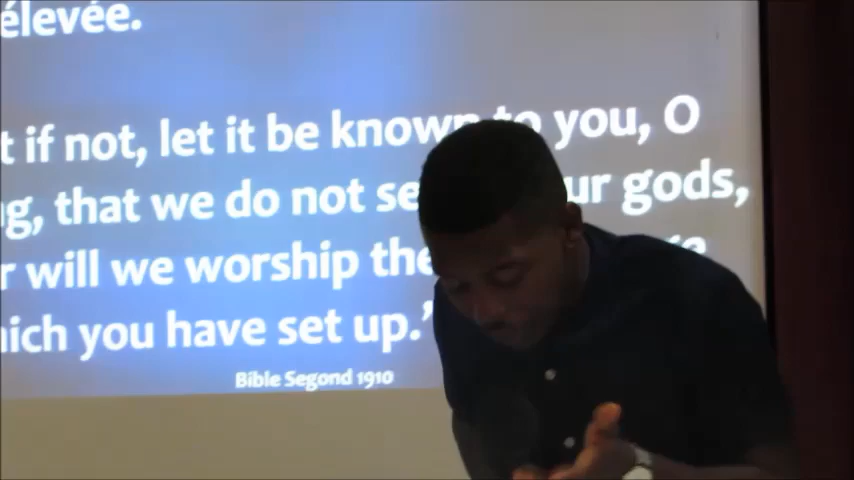 élevée.
t if not, let it be known to you, O
g, that we do not se ur gods,
r will we worship the
hich you have set up.’
Bible Segond 1910